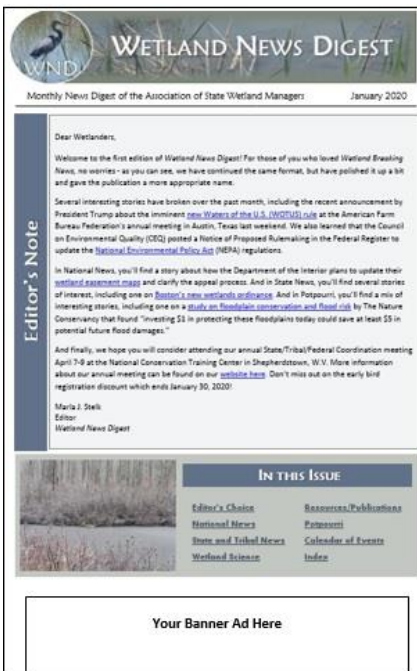 WND
WETLAND NEWS DIGEST
Monthly News Digest of the Association of State Wetland Managers January 2020
Editor's Note
Dear Wetlanders,
Welcome to the first edition of Wetland News Digest! For those of you who loved Wetland Breaking
News, no worries - as you can see, we have continued the same format, but have polished it up a bit
and gave the publication a more appropriate name.
Several interesting stories have broken over the past month, including the recent announcement by
President Trump about the imminent new Waters of the U.S. (WOTUS) rule at the American Farm
Bureau Federation's annual meeting in Austin, Texas last weekend. We also learned that the Council
on Environmental Quality (CEQ) posted a Notice of Proposed Rulemaking in the Federal Register to
update the National Environmental Policy Act (NEPA) regulations.
In National News, you'll find a story about how the Department of the Interior plans to update their
wetland easement maps and clarify the appeal process. And in State News, you'll find several stories
of interest, including one on Boston's new wetlands ordinance. And in Potpourri, you'll find a mix of
interesting stories, including one on a study on floodplain conservation and flood risk by The Nature
Conservancy that found "investing $1 in protecting these floodplains today could save at least $5 in
potential future flood damages."
And finally, we hope you will consider attending our annual State/Tribal/Federal Coordination meeting
April 7-9 at the National Conservation Training Center in Shepherdstown, W.V. More information
about our annual meeting can be found on our website here. Don't miss out on the early bird
registration discount which ends January 30, 2020!
Marla J. Stelk
Editor
Wetland News Digest
IN THIS ISSUE
Editor's Choice Resources/Publications
National News Potpourri
State and Tribal News Calendar of Events
Wetland Science Index
Your Banner Ad Here